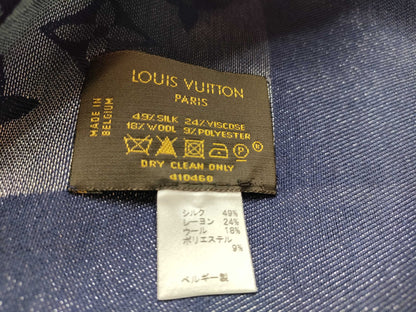 LOUIS VUITTON
PARIS
MADE IN
BELGIUM
49% SILK 24% VISCOSE
18% WOOL 9% POLYESTER
P
®
DRY CLEAN ONLY
410460
シルク 49%
レーヨン 24%
ウール 18%
ポリエステル
9%
ベルギー製